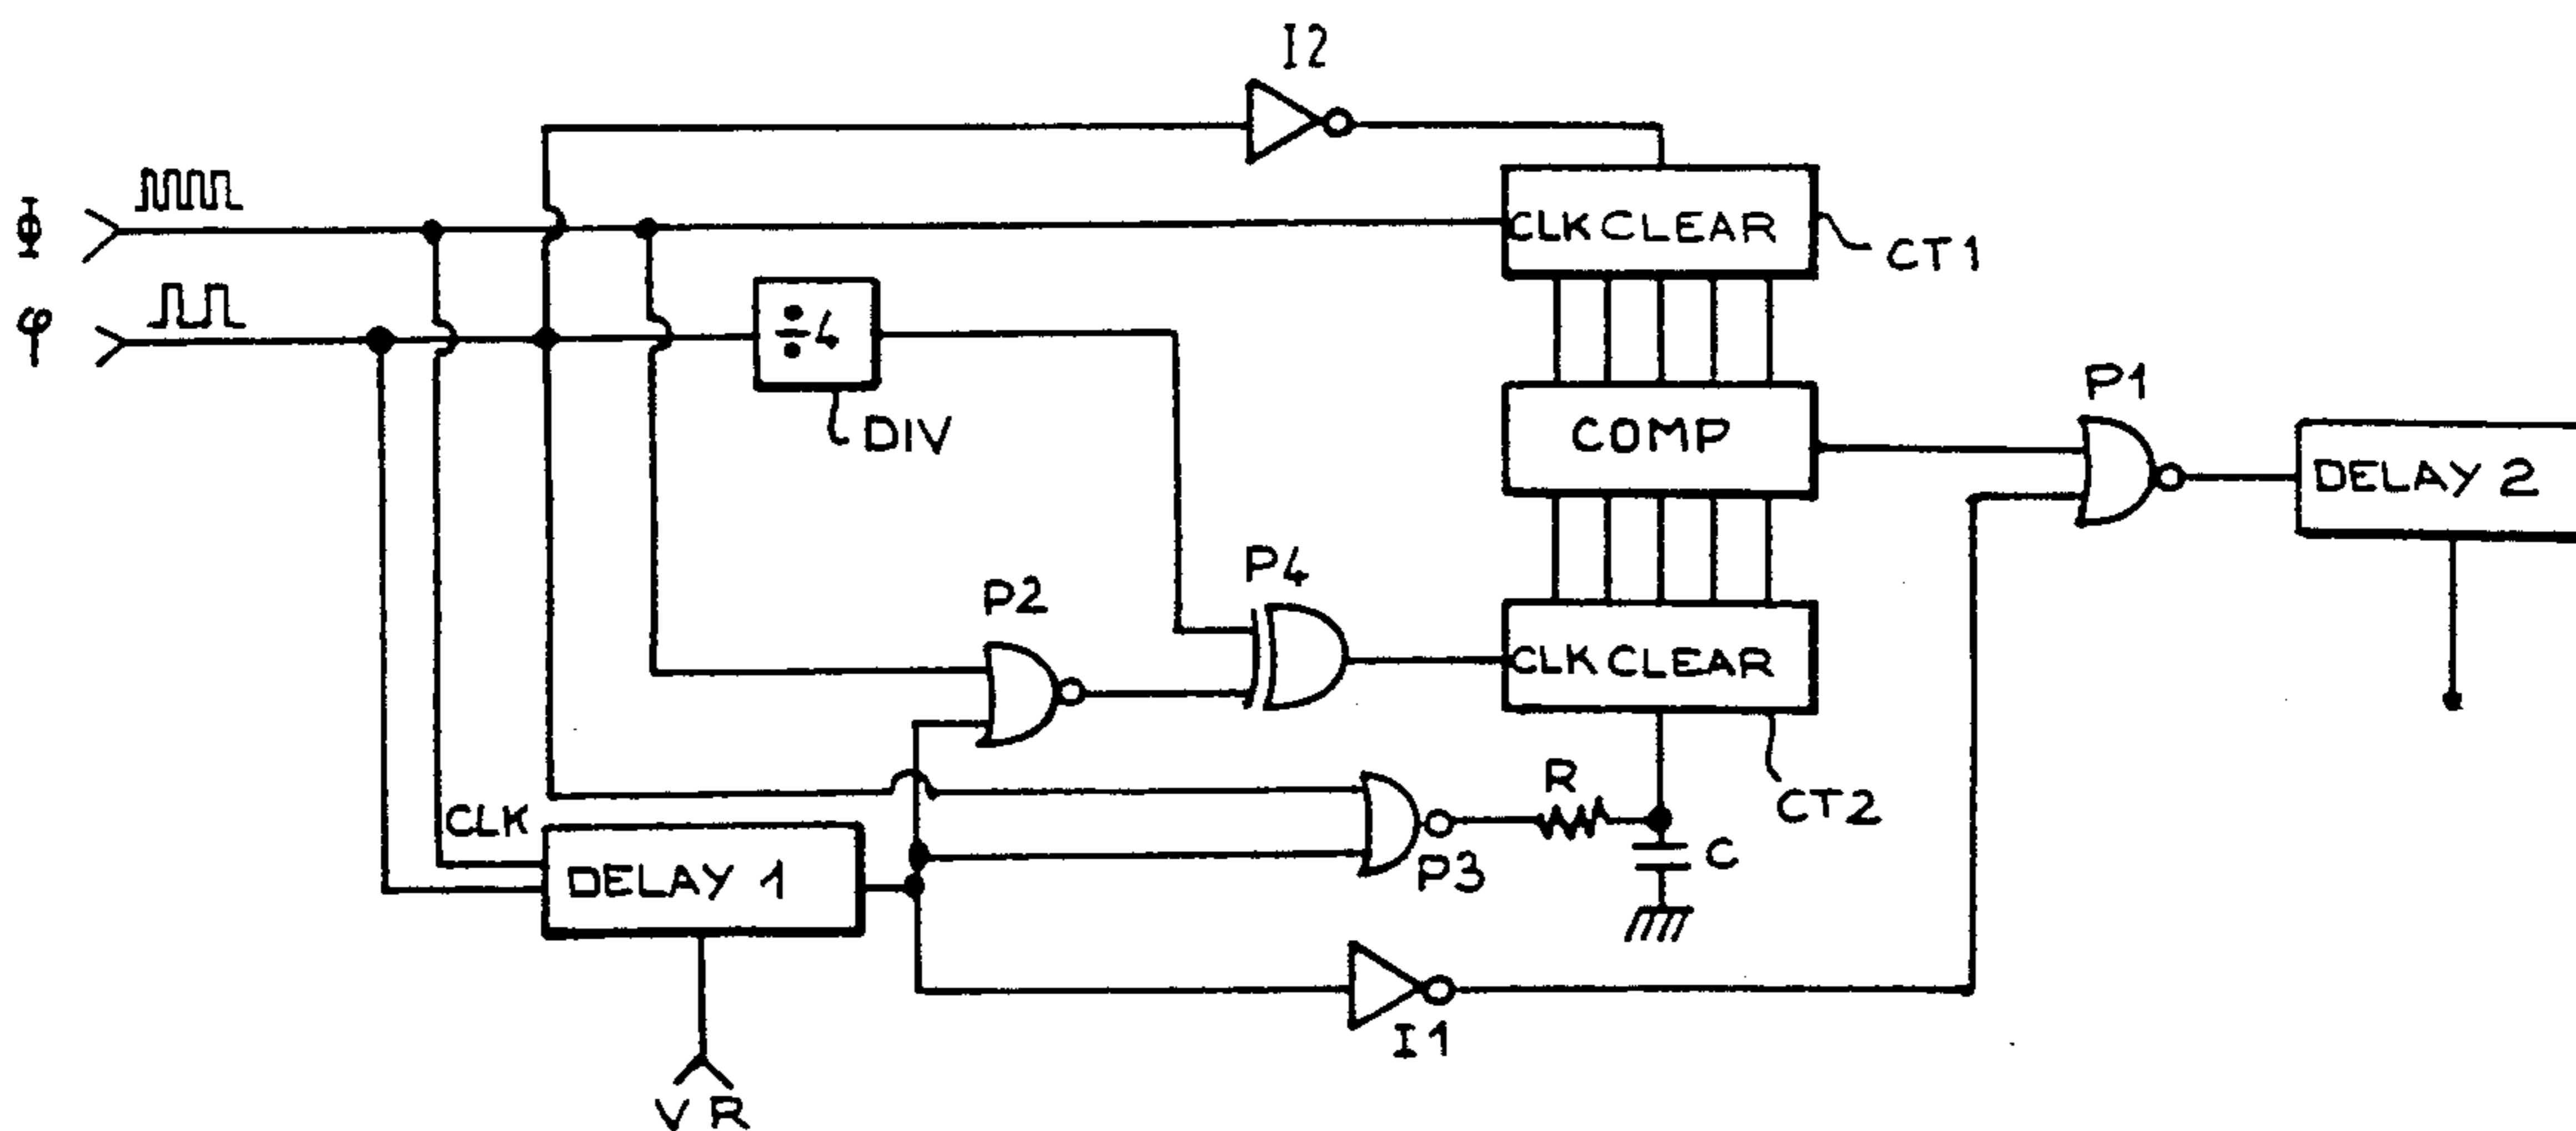 I2
Φ
CLK CLEAR
CT1
φ
÷4
DIV
COMP
P1
DELAY 2
P2
P4
CLK CLEAR
CT2
R
C
P3
CLK
DELAY 1
I1
VR